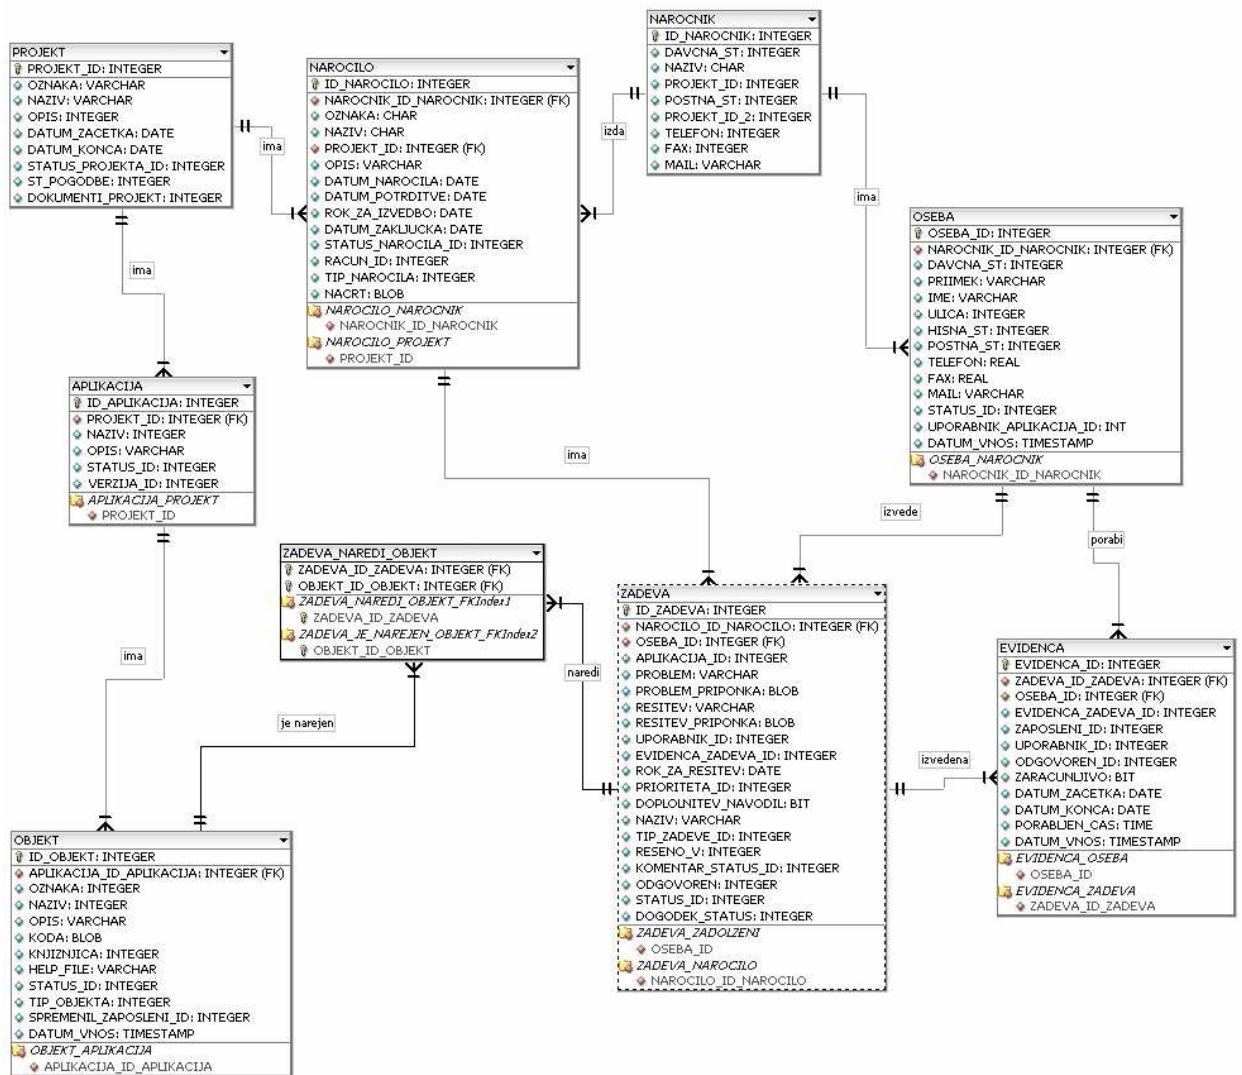 PROJEKT
PROJEKT_ID: INTEGER
OZNAKA: VARCHAR
NAZIV: VARCHAR
OPIS: INTEGER
DATUM_ZACETKA: DATE
DATUM_KONCA: DATE
STATUS_PROJEKTA_ID: INTEGER
ST_POGODBE: INTEGER
DOKUMENTI_PROJEKT: INTEGER
ima
NAROCILO
ID_NAROCILO: INTEGER
NAROCNIK_ID_NAROCNIK: INTEGER (FK)
OZNAKA: CHAR
NAZIV: CHAR
PROJEKT_ID: INTEGER (FK)
OPIS: VARCHAR
DATUM_NAROCILA: DATE
DATUM_POTRDITVE: DATE
ROK_ZA_IZVEDBO: DATE
DATUM_ZAKLJUCKA: DATE
STATUS_NAROCILA_ID: INTEGER
RACUN_ID: INTEGER
TIP_NAROCILA: INTEGER
NACRT: BLOB
NAROCILO_NAROCNIK
NAROCNIK_ID_NAROCNIK
NAROCILO_PROJEKT
PROJEKT_ID
izda
NAROCNIK
ID_NAROCNIK: INTEGER
DAVCNA_ST: INTEGER
NAZIV: CHAR
PROJEKT_ID: INTEGER
POSTNA_ST: INTEGER
PROJEKT_ID_2: INTEGER
TELEFON: INTEGER
FAX: INTEGER
MAIL: VARCHAR
ima
OSEBA
OSEBA_ID: INTEGER
NAROCNIK_ID_NAROCNIK: INTEGER (FK)
DAVCNA_ST: INTEGER
PRIIMEK: VARCHAR
IME: VARCHAR
ULICA: INTEGER
HISNA_ST: INTEGER
POSTNA_ST: INTEGER
TELEFON: REAL
FAX: REAL
MAIL: VARCHAR
STATUS_ID: INTEGER
UPORABNIK_APLIKACIJA_ID: INT
DATUM_VNOS: TIMESTAMP
OSEBA_NAROCNIK
NAROCNIK_ID_NAROCNIK
ima
APLIKACIJA
ID_APLIKACIJA: INTEGER
PROJEKT_ID: INTEGER (FK)
NAZIV: INTEGER
OPIS: VARCHAR
STATUS_ID: INTEGER
VERZIJA_ID: INTEGER
APLIKACIJA_PROJEKT
PROJEKT_ID
ima
izvede
porabi
ZADEVA_NAREDI_OBJEKT
ZADEVA_ID_ZADEVA: INTEGER (FK)
OBJEKT_ID_OBJEKT: INTEGER (FK)
ZADEVA_NAREDI_OBJEKT_FKIndex1
ZADEVA_ID_ZADEVA
ZADEVA_JE_NAREJEN_OBJEKT_FKIndex2
OBJEKT_ID_OBJEKT
ima
naredi
je narejen
ZADEVA
ID_ZADEVA: INTEGER
NAROCILO_ID_NAROCILO: INTEGER (FK)
OSEBA_ID: INTEGER (FK)
APLIKACIJA_ID: INTEGER
PROBLEM: VARCHAR
PROBLEM_PRIPONKA: BLOB
RESITEV: VARCHAR
RESITEV_PRIPONKA: BLOB
UPORABNIK_ID: INTEGER
EVIDENCA_ZADEVA_ID: INTEGER
ROK_ZA_RESITEV: DATE
PRIORITETA_ID: INTEGER
DOPLOLNITEV_NAVODIL: BIT
NAZIV: VARCHAR
TIP_ZADEVE_ID: INTEGER
RESENO_V: INTEGER
KOMENTAR_STATUS_ID: INTEGER
ODGOVOREN: INTEGER
STATUS_ID: INTEGER
DOGODEK_STATUS: INTEGER
ZADEVA_ZADOLZENI
OSEBA_ID
ZADEVA_NAROCILO
NAROCILO_ID_NAROCILO
izvedena
EVIDENCA
EVIDENCA_ID: INTEGER
ZADEVA_ID_ZADEVA: INTEGER (FK)
OSEBA_ID: INTEGER (FK)
EVIDENCA_ZADEVA_ID: INTEGER
ZAPOSLENI_ID: INTEGER
UPORABNIK_ID: INTEGER
ODGOVOREN_ID: INTEGER
ZARACUNLJIVO: BIT
DATUM_ZACETKA: DATE
DATUM_KONCA: DATE
PORABLJEN_CAS: TIME
DATUM_VNOS: TIMESTAMP
EVIDENCA_OSEBA
OSEBA_ID
EVIDENCA_ZADEVA
ZADEVA_ID_ZADEVA
OBJEKT
ID_OBJEKT: INTEGER
APLIKACIJA_ID_APLIKACIJA: INTEGER (FK)
OZNAKA: INTEGER
NAZIV: INTEGER
OPIS: VARCHAR
KODA: BLOB
KNJIZNJICA: INTEGER
HELP_FILE: VARCHAR
STATUS_ID: INTEGER
TIP_OBJEKTA: INTEGER
SPREMENIL_ZAPOSLENI_ID: INTEGER
DATUM_VNOS: TIMESTAMP
OBJEKT_APLIKACIJA
APLIKACIJA_ID_APLIKACIJA